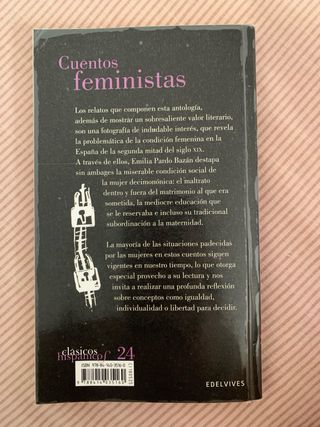 Cuentos
feministas
Los relatos que componen esta antología,
además de mostrar un sobresaliente valor literario,
son una fotografía de indudable interés, que revela
la problemática de la condición femenina en la
España de la segunda mitad del siglo XIX.
A través de ellos, Emilia Pardo Bazán destapa
sin ambages la miserable condición social de
la mujer decimonónica: el maltrato
dentro y fuera del matrimonio al que era
sometida, la mediocre educación que
se le reservaba e incluso su tradicional
subordinación a la maternidad.
La mayoría de las situaciones padecidas
por las mujeres en estos cuentos siguen
vigentes en nuestro tiempo, lo que otorga
especial provecho a su lectura y nos
invita a realizar una profunda reflexión
sobre conceptos como igualdad,
individualidad o libertad para decidir.
clásicos
hispánicos 24
EDELVIVES